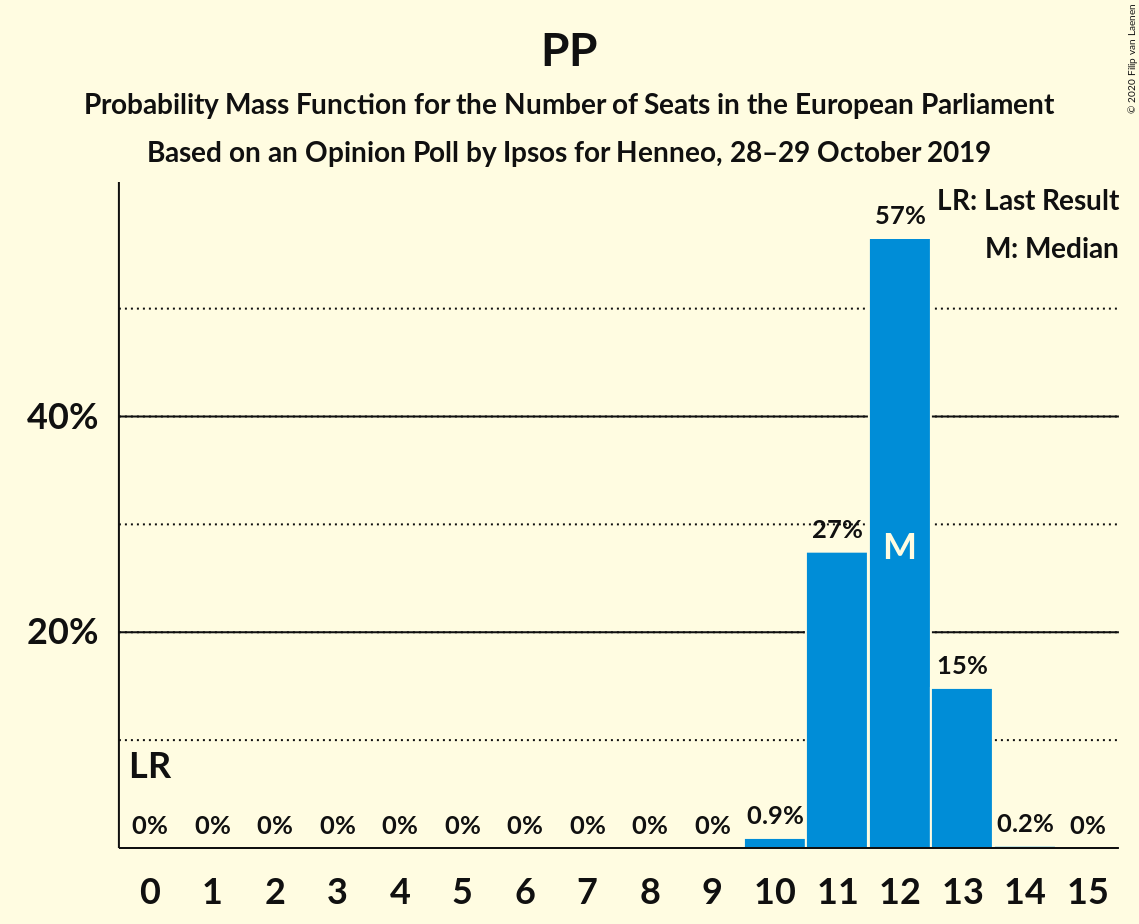 PP
Probability Mass Function for the Number of Seats in the European Parliament
Based on an Opinion Poll by Ipsos for Henneo, 28–29 October 2019
© 2020 Filip van Laenen
LR: Last Result
M: Median
57%
40%
27%
M
20%
15%
LR
0% 0% 0% 0% 0% 0% 0% 0% 0% 0% 0.9% 0.2% 0%
0 1 2 3 4 5 6 7 8 9 10 11 12 13 14 15